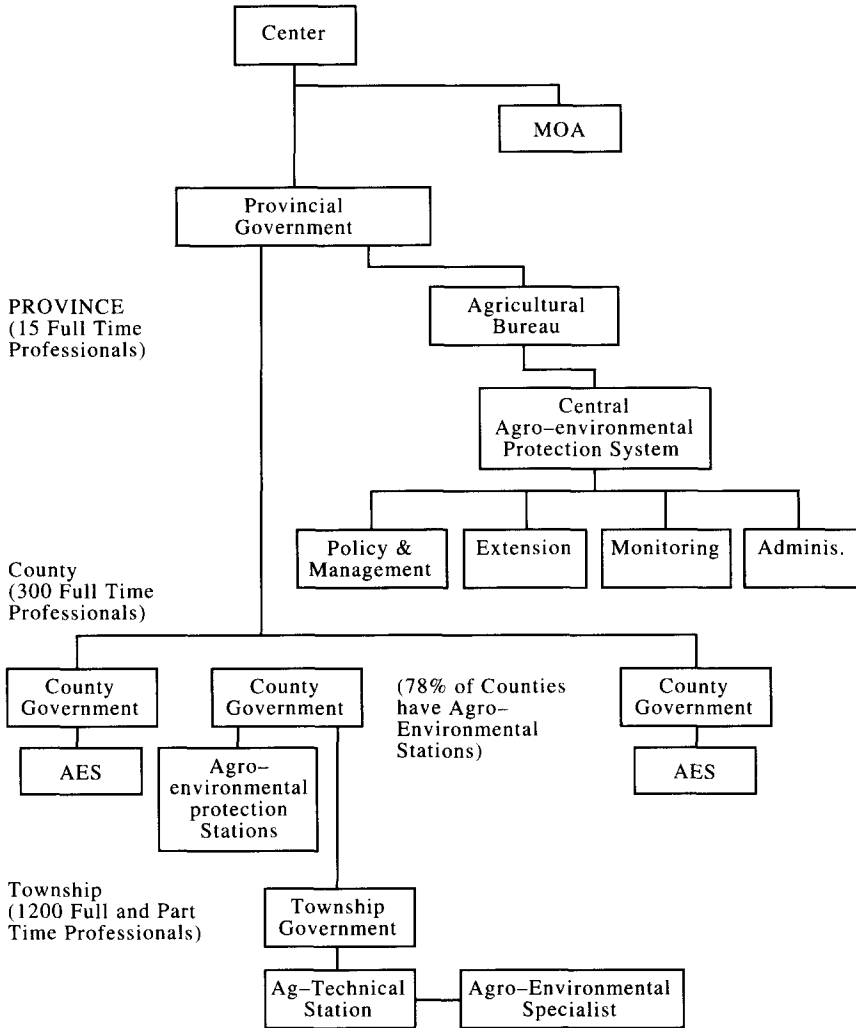 Center
MOA
Provincial
Government
PROVINCE
(15 Full Time
Professionals)
Agricultural
Bureau
Central
Agro–environmental
Protection System
Policy &
Management
Extension
Monitoring
Adminis.
County
(300 Full Time
Professionals)
County
Government
County
Government
(78% of Counties
have Agro–
Environmental
Stations)
County
Government
AES
Agro–
environmental
protection
Stations
AES
Township
(1200 Full and Part
Time Professionals)
Township
Government
Ag–Technical
Station
Agro–Environmental
Specialist